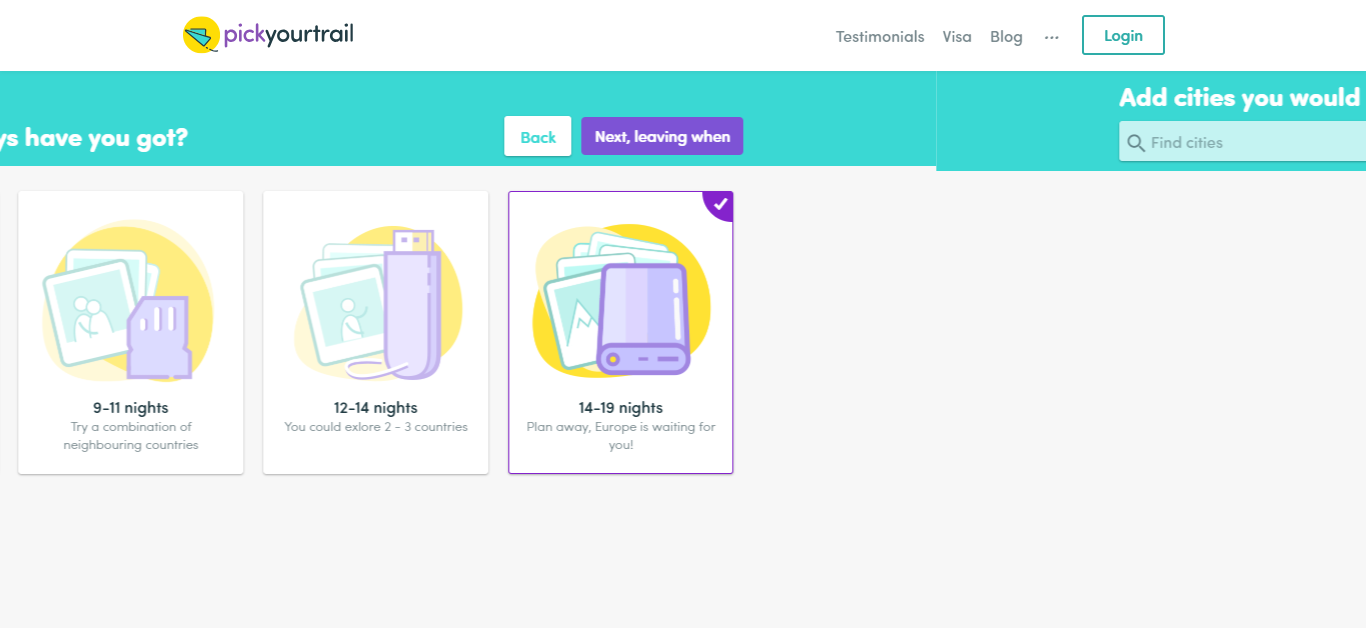 pickyourtrail
Testimonials
Visa
Blog
Login
have you got?
Back
Next, leaving when
Add cities you would
Find cities
9-11 nights
Try a combination of
neighbouring countries
12-14 nights
You could exlore 2 - 3 countries
14-19 nights
Plan away, Europe is waiting for
you!